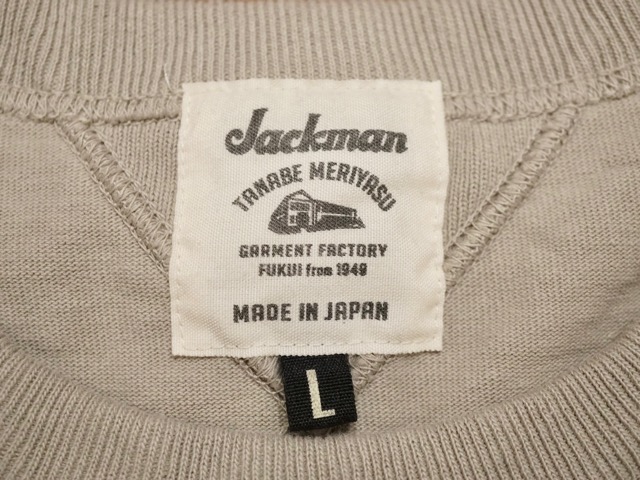 Jackman
TANABE MERIYASU
GARMENT FACTORY
FUKUI from 1949
MADE IN JAPAN
L